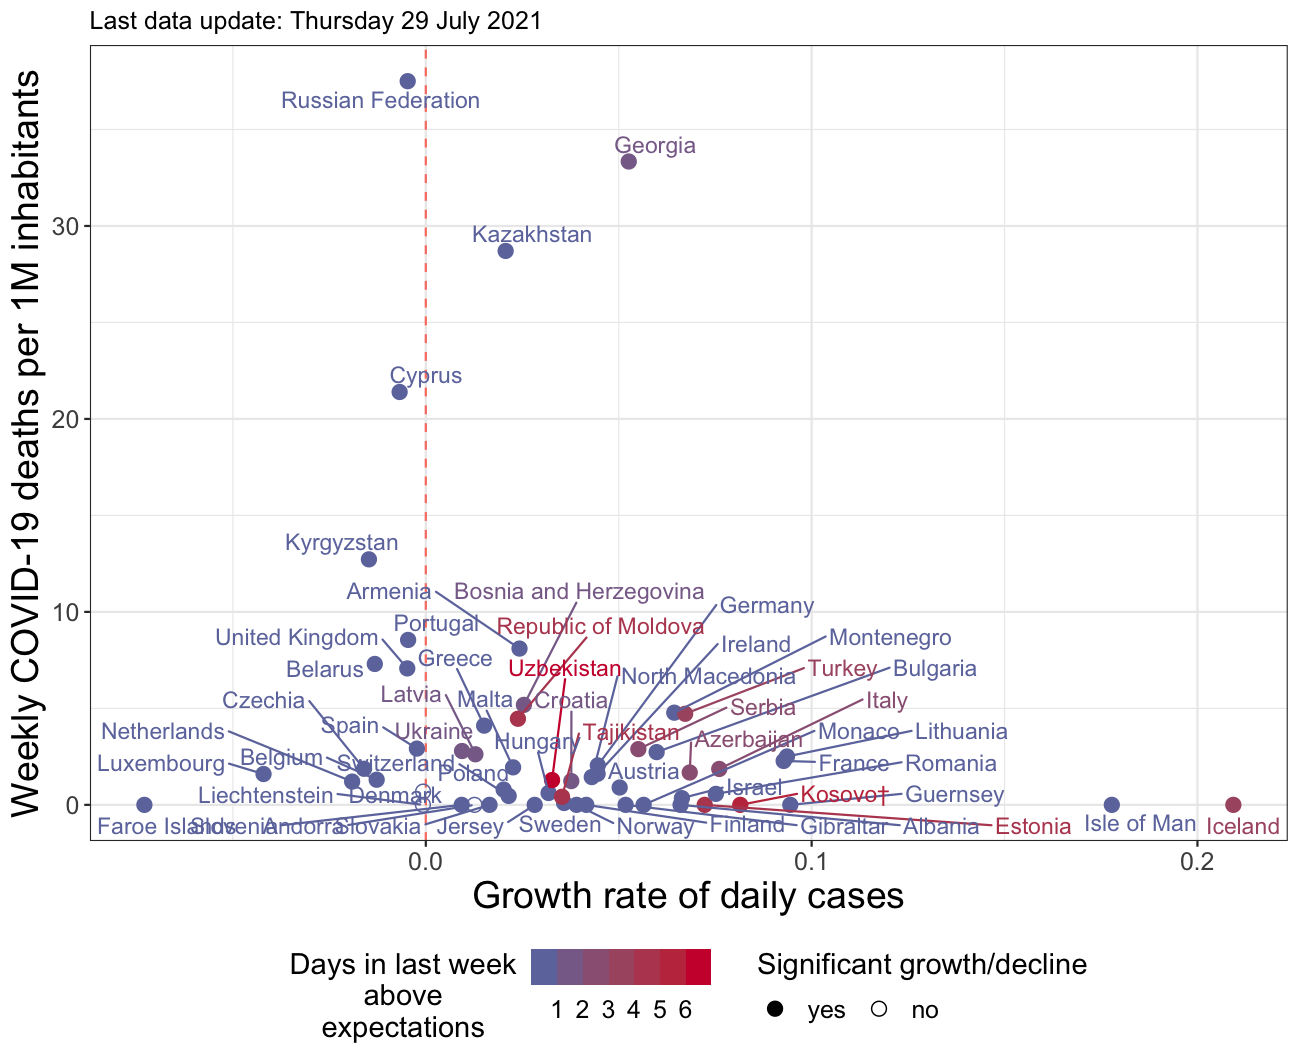 Last data update: Thursday 29 July 2021
Weekly COVID-19 deaths per 1M inhabitants
30
20
10
0
Russian Federation
Georgia
Kazakhstan
Cyprus
Kyrgyzstan
Armenia
Bosnia and Herzegovina
Germany
Portugal
Republic of Moldova
United Kingdom
Ireland
Montenegro
Greece
Belarus
Uzbekistan
North Macedonia
Turkey
Bulgaria
Latvia
Malta
Croatia
Czechia
Serbia
Italy
Netherlands
Spain
Ukraine
Hungary
Tajikistan
Azerbaijan
Monaco
Lithuania
Luxembourg
Belgium
Switzerland
Poland
Austria
France
Romania
Liechtenstein
Denmark
Israel
Kosovo†
Guernsey
Faroe Islands
Slovenia
Andorra
Slovakia
Jersey
Sweden
Norway
Finland
Gibraltar
Albania
Estonia
Isle of Man
Iceland
0.0
0.1
0.2
Growth rate of daily cases
Days in last week
above
expectations
1 2 3 4 5 6
Significant growth/decline
yes
no